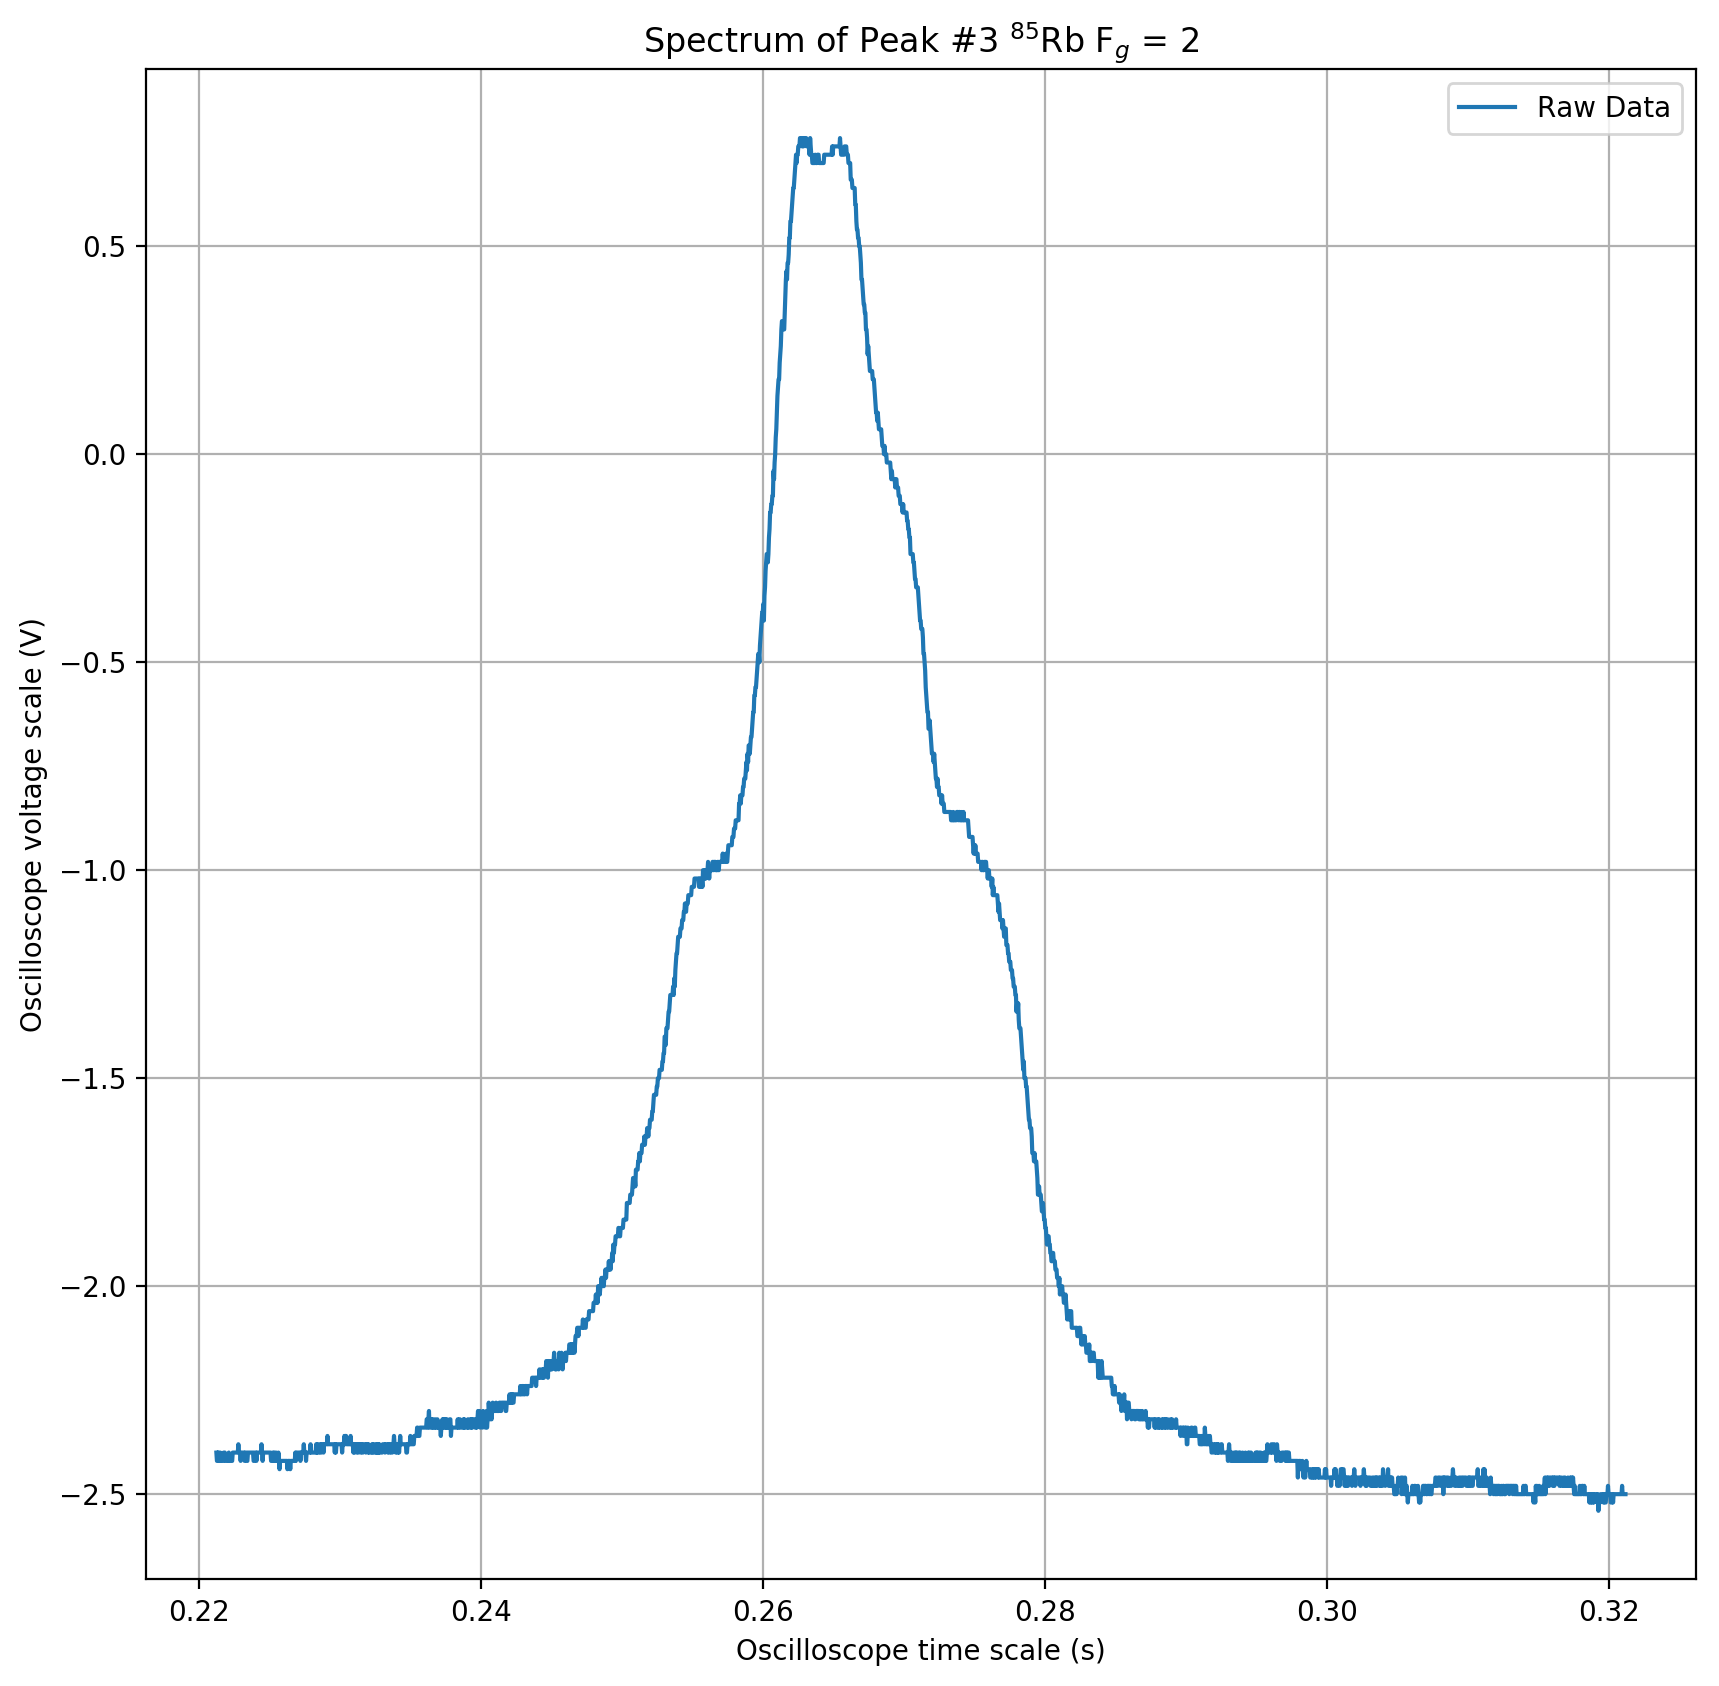 Spectrum of Peak #3 ⁸⁵Rb F_g = 2
Raw Data
0.5
0.0
−0.5
−1.0
−1.5
−2.0
−2.5
Oscilloscope voltage scale (V)
0.22 0.24 0.26 0.28 0.30 0.32
Oscilloscope time scale (s)